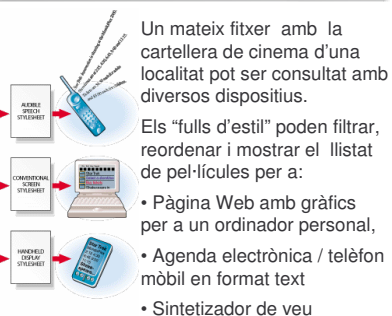 Un mateix fitxer amb la
cartellera de cinema d'una
localitat pot ser consultat amb
diversos dispositius.
Els “fulls d'estil” poden filtrar,
reordenar i mostrar el llistat
de pel·lícules per a:
• Pàgina Web amb gràfics
per a un ordinador personal,
• Agenda electrònica / telèfon
mòbil en format text
• Sintetizador de veu
AUDIBLE
SPEECH
STYLESHEET
CONVENTIONAL
SCREEN
STYLESHEET
HANDHELD
DISPLAY
STYLESHEET
Star Trek